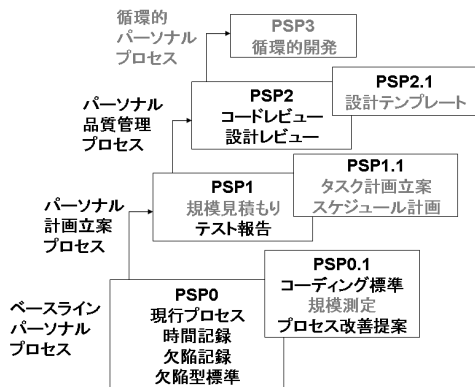 循環的
パーソナル
プロセス
PSP3
循環的開発
パーソナル
品質管理
プロセス
PSP2
コードレビュー
設計レビュー
PSP2.1
設計テンプレート
パーソナル
計画立案
プロセス
PSP1
規模見積もり
テスト報告
PSP1.1
タスク計画立案
スケジュール計画
ベースライン
パーソナル
プロセス
PSP0
現行プロセス
時間記録
欠陥記録
欠陥型標準
PSP0.1
コーディング標準
規模測定
プロセス改善提案